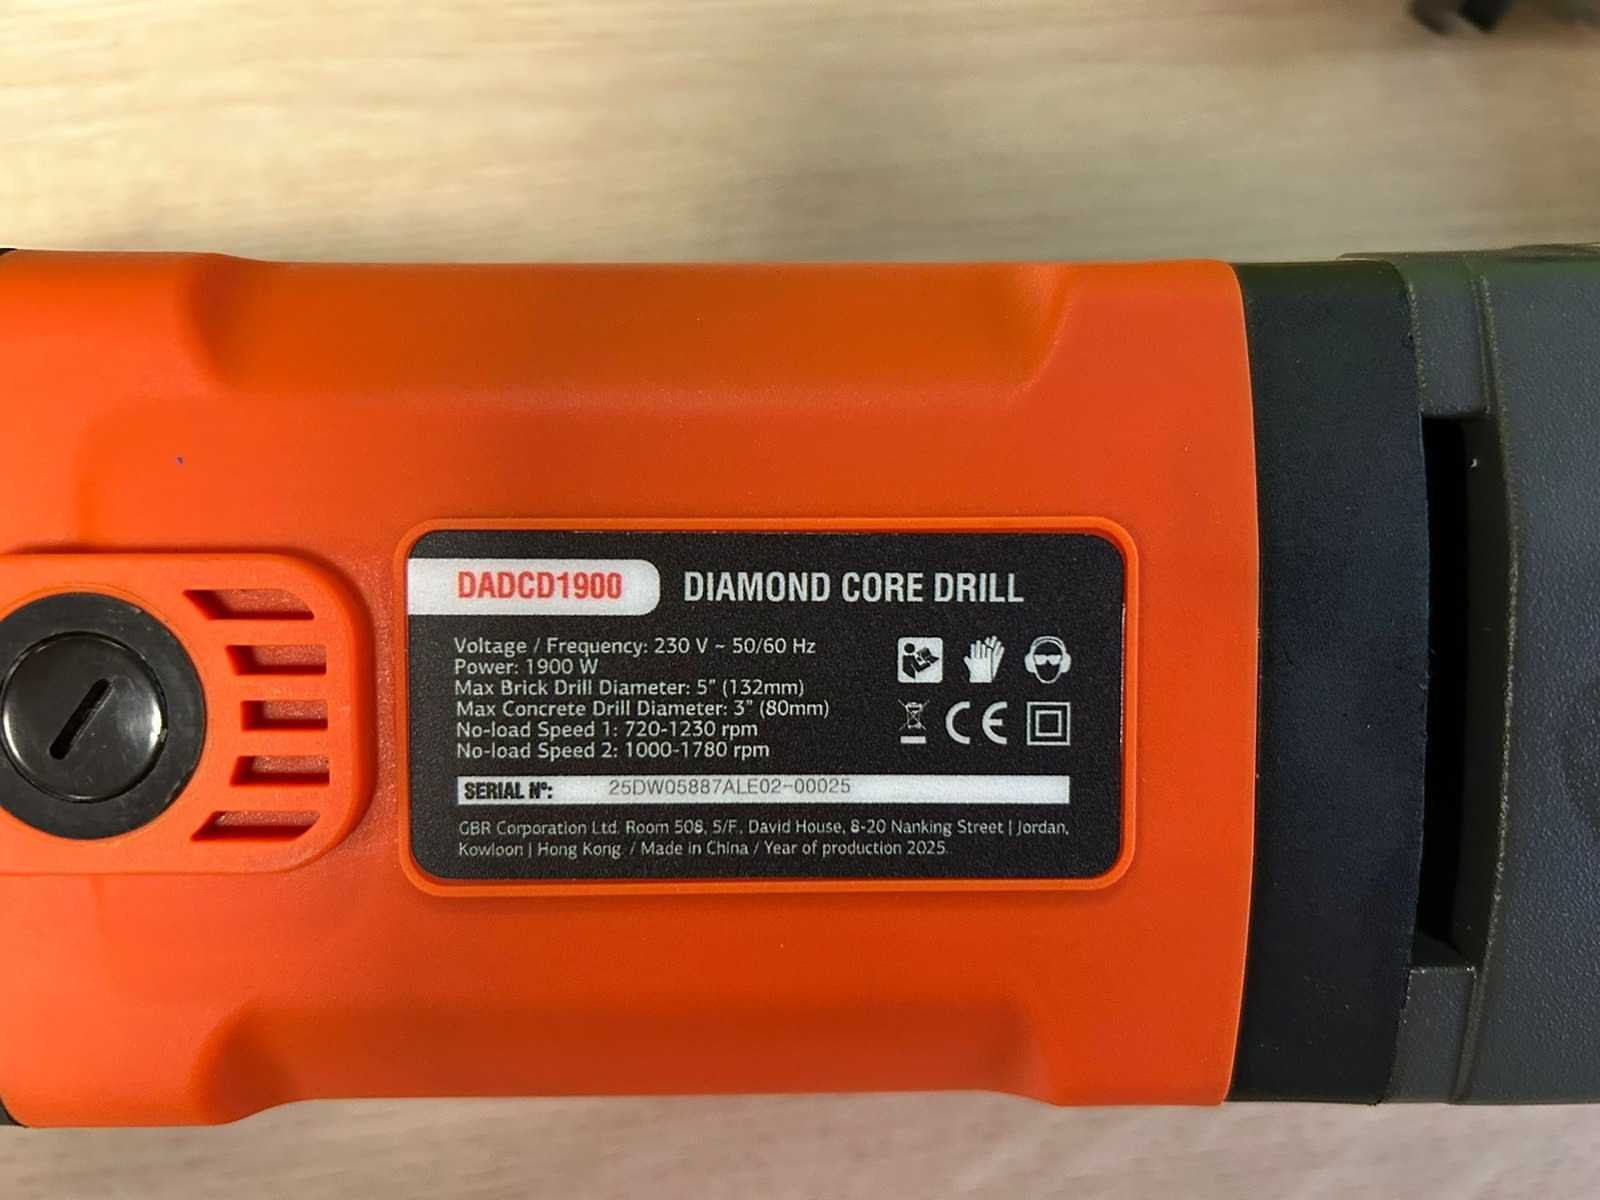 DADCD1900 DIAMOND CORE DRILL
Voltage / Frequency: 230 V ~ 50/60 Hz
Power: 1900 W
Max Brick Drill Diameter: 5" (132mm)
Max Concrete Drill Diameter: 3" (80mm)
No-load Speed 1: 720-1230 rpm
No-load Speed 2: 1000-1780 rpm
CE
SERIAL Nº: 25DW05887ALE02-00025
GBR Corporation Ltd. Room 508, 5/F, David House, 8-20 Nanking Street | Jordan,
Kowloon | Hong Kong. / Made in China / Year of production 2025.